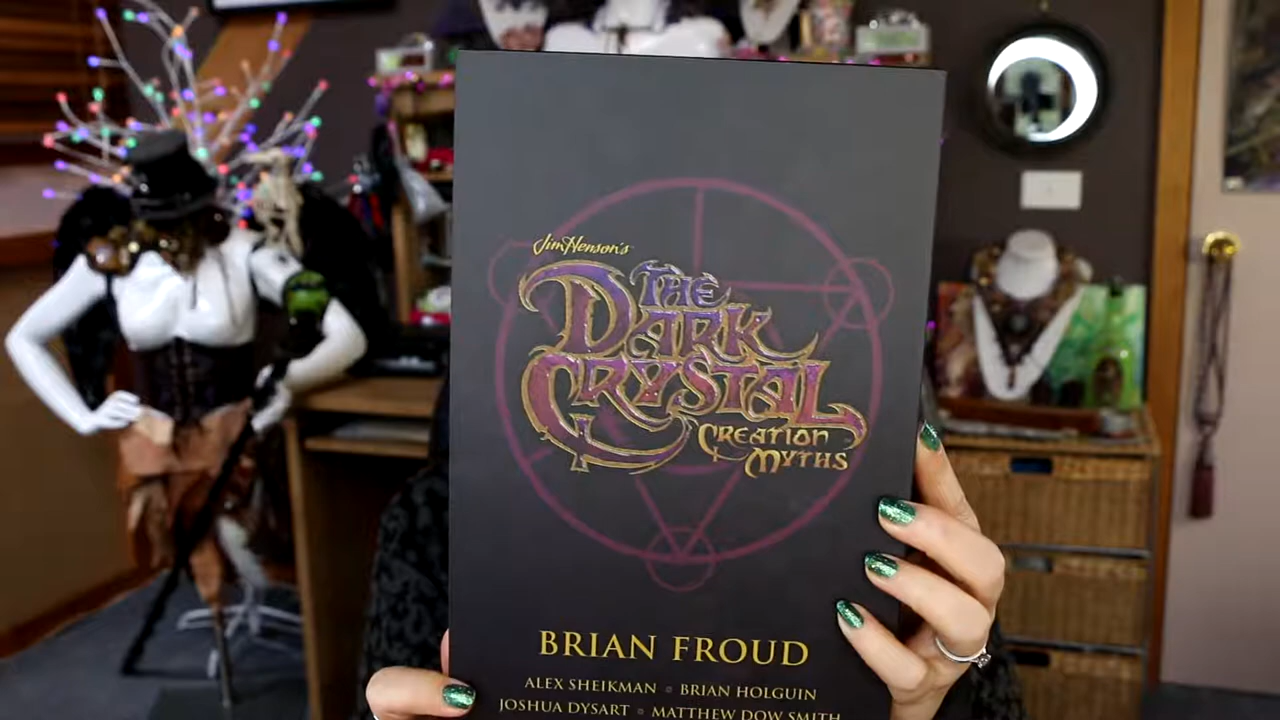 Jim Henson's
THE
DARK
CRYSTAL
CREATION
MYTHS
BRIAN FROUD
ALEX SHEIKMAN ▫ BRIAN HOLGUIN
JOSHUA DYSART ▫ MATTHEW DOW SMITH